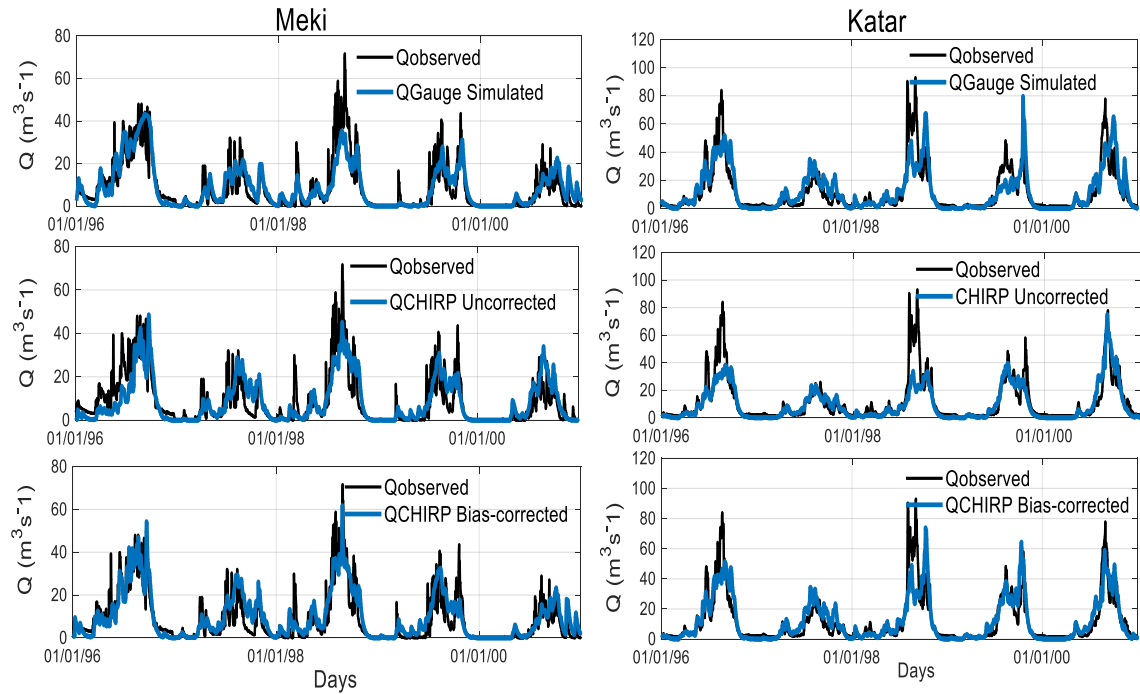 Meki
Katar
80
60
40
20
0
Q (m³s⁻1)
Qobserved
QGauge Simulated
01/01/96
01/01/98
01/01/00
120
100
80
60
40
20
0
Q (m³s⁻1)
Qobserved
QGauge Simulated
01/01/96
01/01/98
01/01/00
80
60
40
20
0
Q (m³s⁻1)
Qobserved
QCHIRP Uncorrected
01/01/96
01/01/98
01/01/00
120
100
80
60
40
20
0
Q (m³s⁻1)
Qobserved
CHIRP Uncorrected
01/01/96
01/01/98
01/01/00
80
60
40
20
0
Q (m³s⁻1)
Qobserved
QCHIRP Bias-corrected
01/01/96
01/01/98
01/01/00
Days
120
100
80
60
40
20
0
Q (m³s⁻1)
Qobserved
QCHIRP Bias-corrected
01/01/96
01/01/98
01/01/00
Days